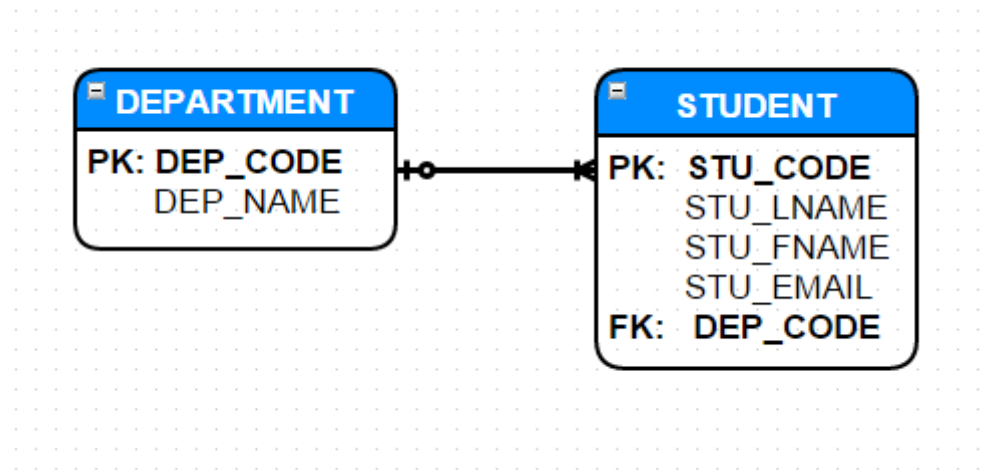 DEPARTMENT
PK: DEP_CODE
DEP_NAME
STUDENT
PK: STU_CODE
STU_LNAME
STU_FNAME
STU_EMAIL
FK: DEP_CODE